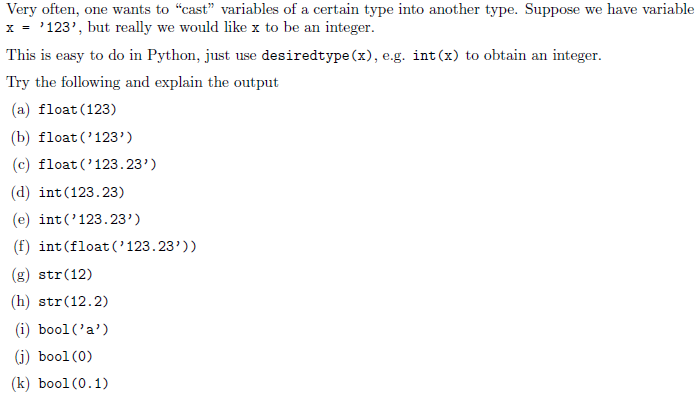 Very often, one wants to “cast” variables of a certain type into another type. Suppose we have variable
x = ’123’, but really we would like x to be an integer.
This is easy to do in Python, just use desiredtype(x), e.g. int(x) to obtain an integer.
Try the following and explain the output
(a) float(123)
(b) float(’123’)
(c) float(’123.23’)
(d) int(123.23)
(e) int(’123.23’)
(f) int(float(’123.23’))
(g) str(12)
(h) str(12.2)
(i) bool(’a’)
(j) bool(0)
(k) bool(0.1)